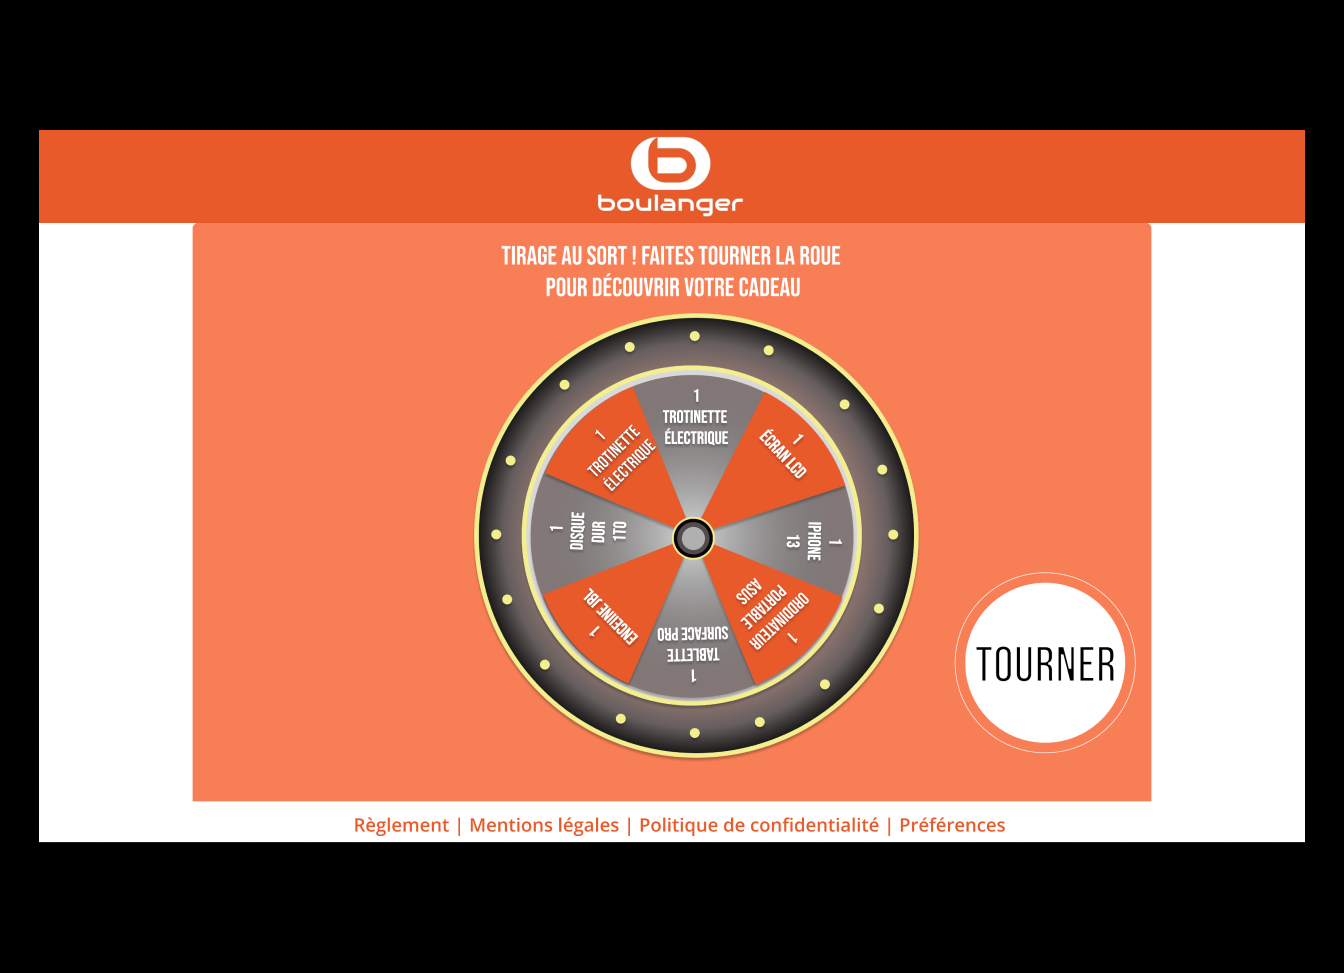 boulanger
TIRAGE AU SORT ! FAITES TOURNER LA ROUE
POUR DÉCOUVRIR VOTRE CADEAU
1
TROTINETTE
ÉLECTRIQUE
1
ÉCRAN LCD
1
IPHONE
13
1
ORDDINATEUR
PORTABLE
ASUS
1
TABLETTE
SURFACE PRO
1
ENCEIINE JBL
1
DISQUE
DUR
1TO
1
TROTINETTE
ÉLECTRIQUE
TOURNER
Règlement | Mentions légales | Politique de confidentialité | Préférences